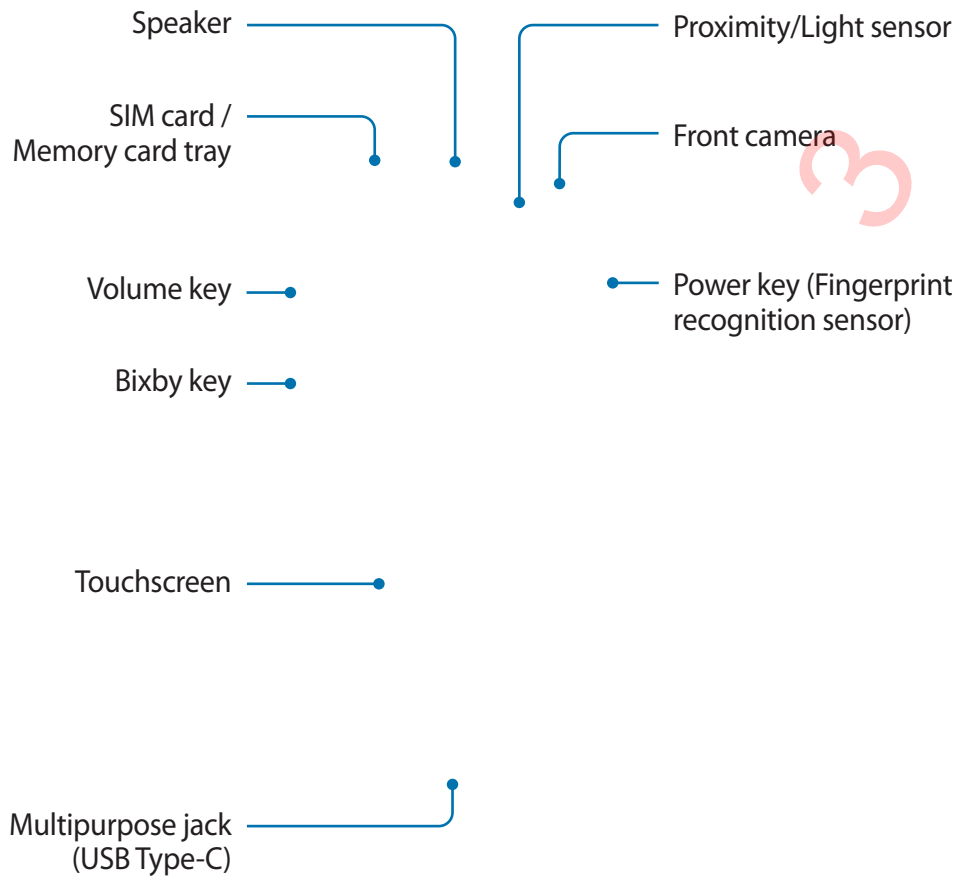 Speaker
SIM card /
Memory card tray
Volume key
Bixby key
Touchscreen
Multipurpose jack
(USB Type-C)
Proximity/Light sensor
Front camera
3
Power key (Fingerprint
recognition sensor)